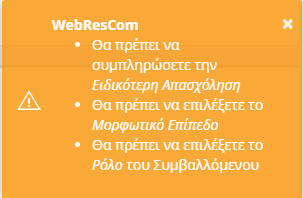 WebResCom
• Θα πρέπει να
συμπληρώσετε την
Ειδικότερη Απασχόληση
• Θα πρέπει να επιλέξετε το
Μορφωτικό Επίπεδο
• Θα πρέπει να επιλέξετε το
Ρόλο του Συμβαλλόμενου